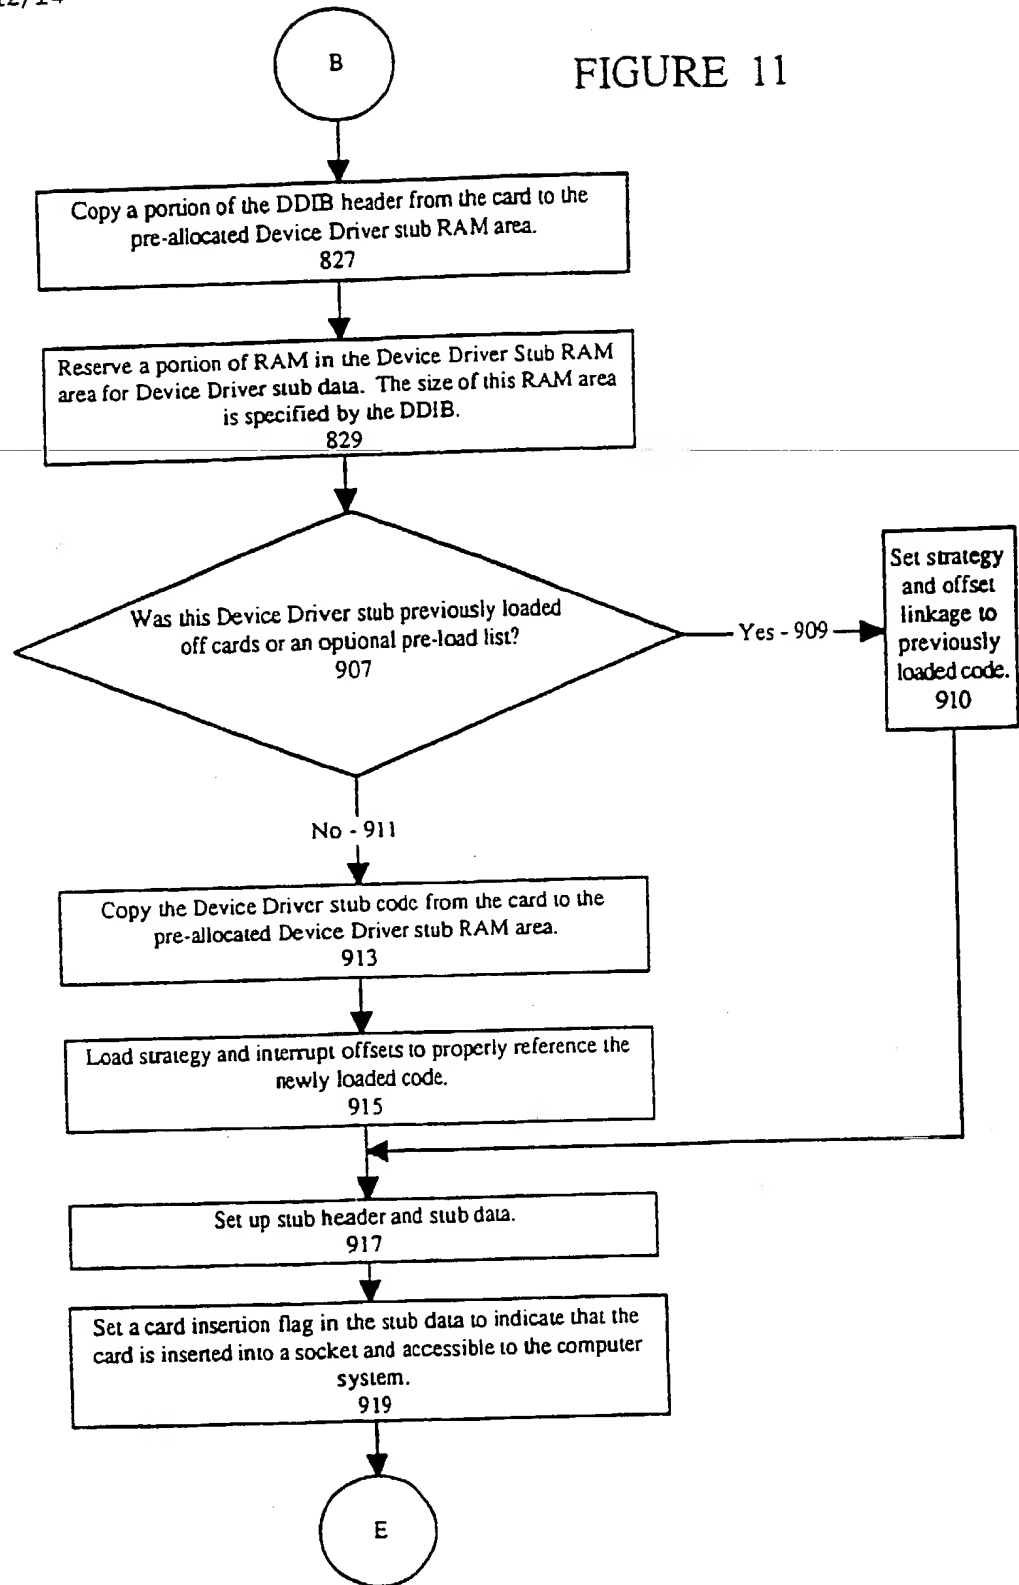 B
FIGURE 11
Copy a portion of the DDIB header from the card to the
pre-allocated Device Driver stub RAM area.
827
Reserve a portion of RAM in the Device Driver Stub RAM
area for Device Driver stub data. The size of this RAM area
is specified by the DDIB.
829
Was this Device Driver stub previously loaded
off cards or an optional pre-load list?
907
Yes - 909
Set strategy
and offset
linkage to
previously
loaded code.
910
No - 911
Copy the Device Driver stub code from the card to the
pre-allocated Device Driver stub RAM area.
913
Load strategy and interrupt offsets to properly reference the
newly loaded code.
915
Set up stub header and stub data.
917
Set a card insertion flag in the stub data to indicate that the
card is inserted into a socket and accessible to the computer
system.
919
E